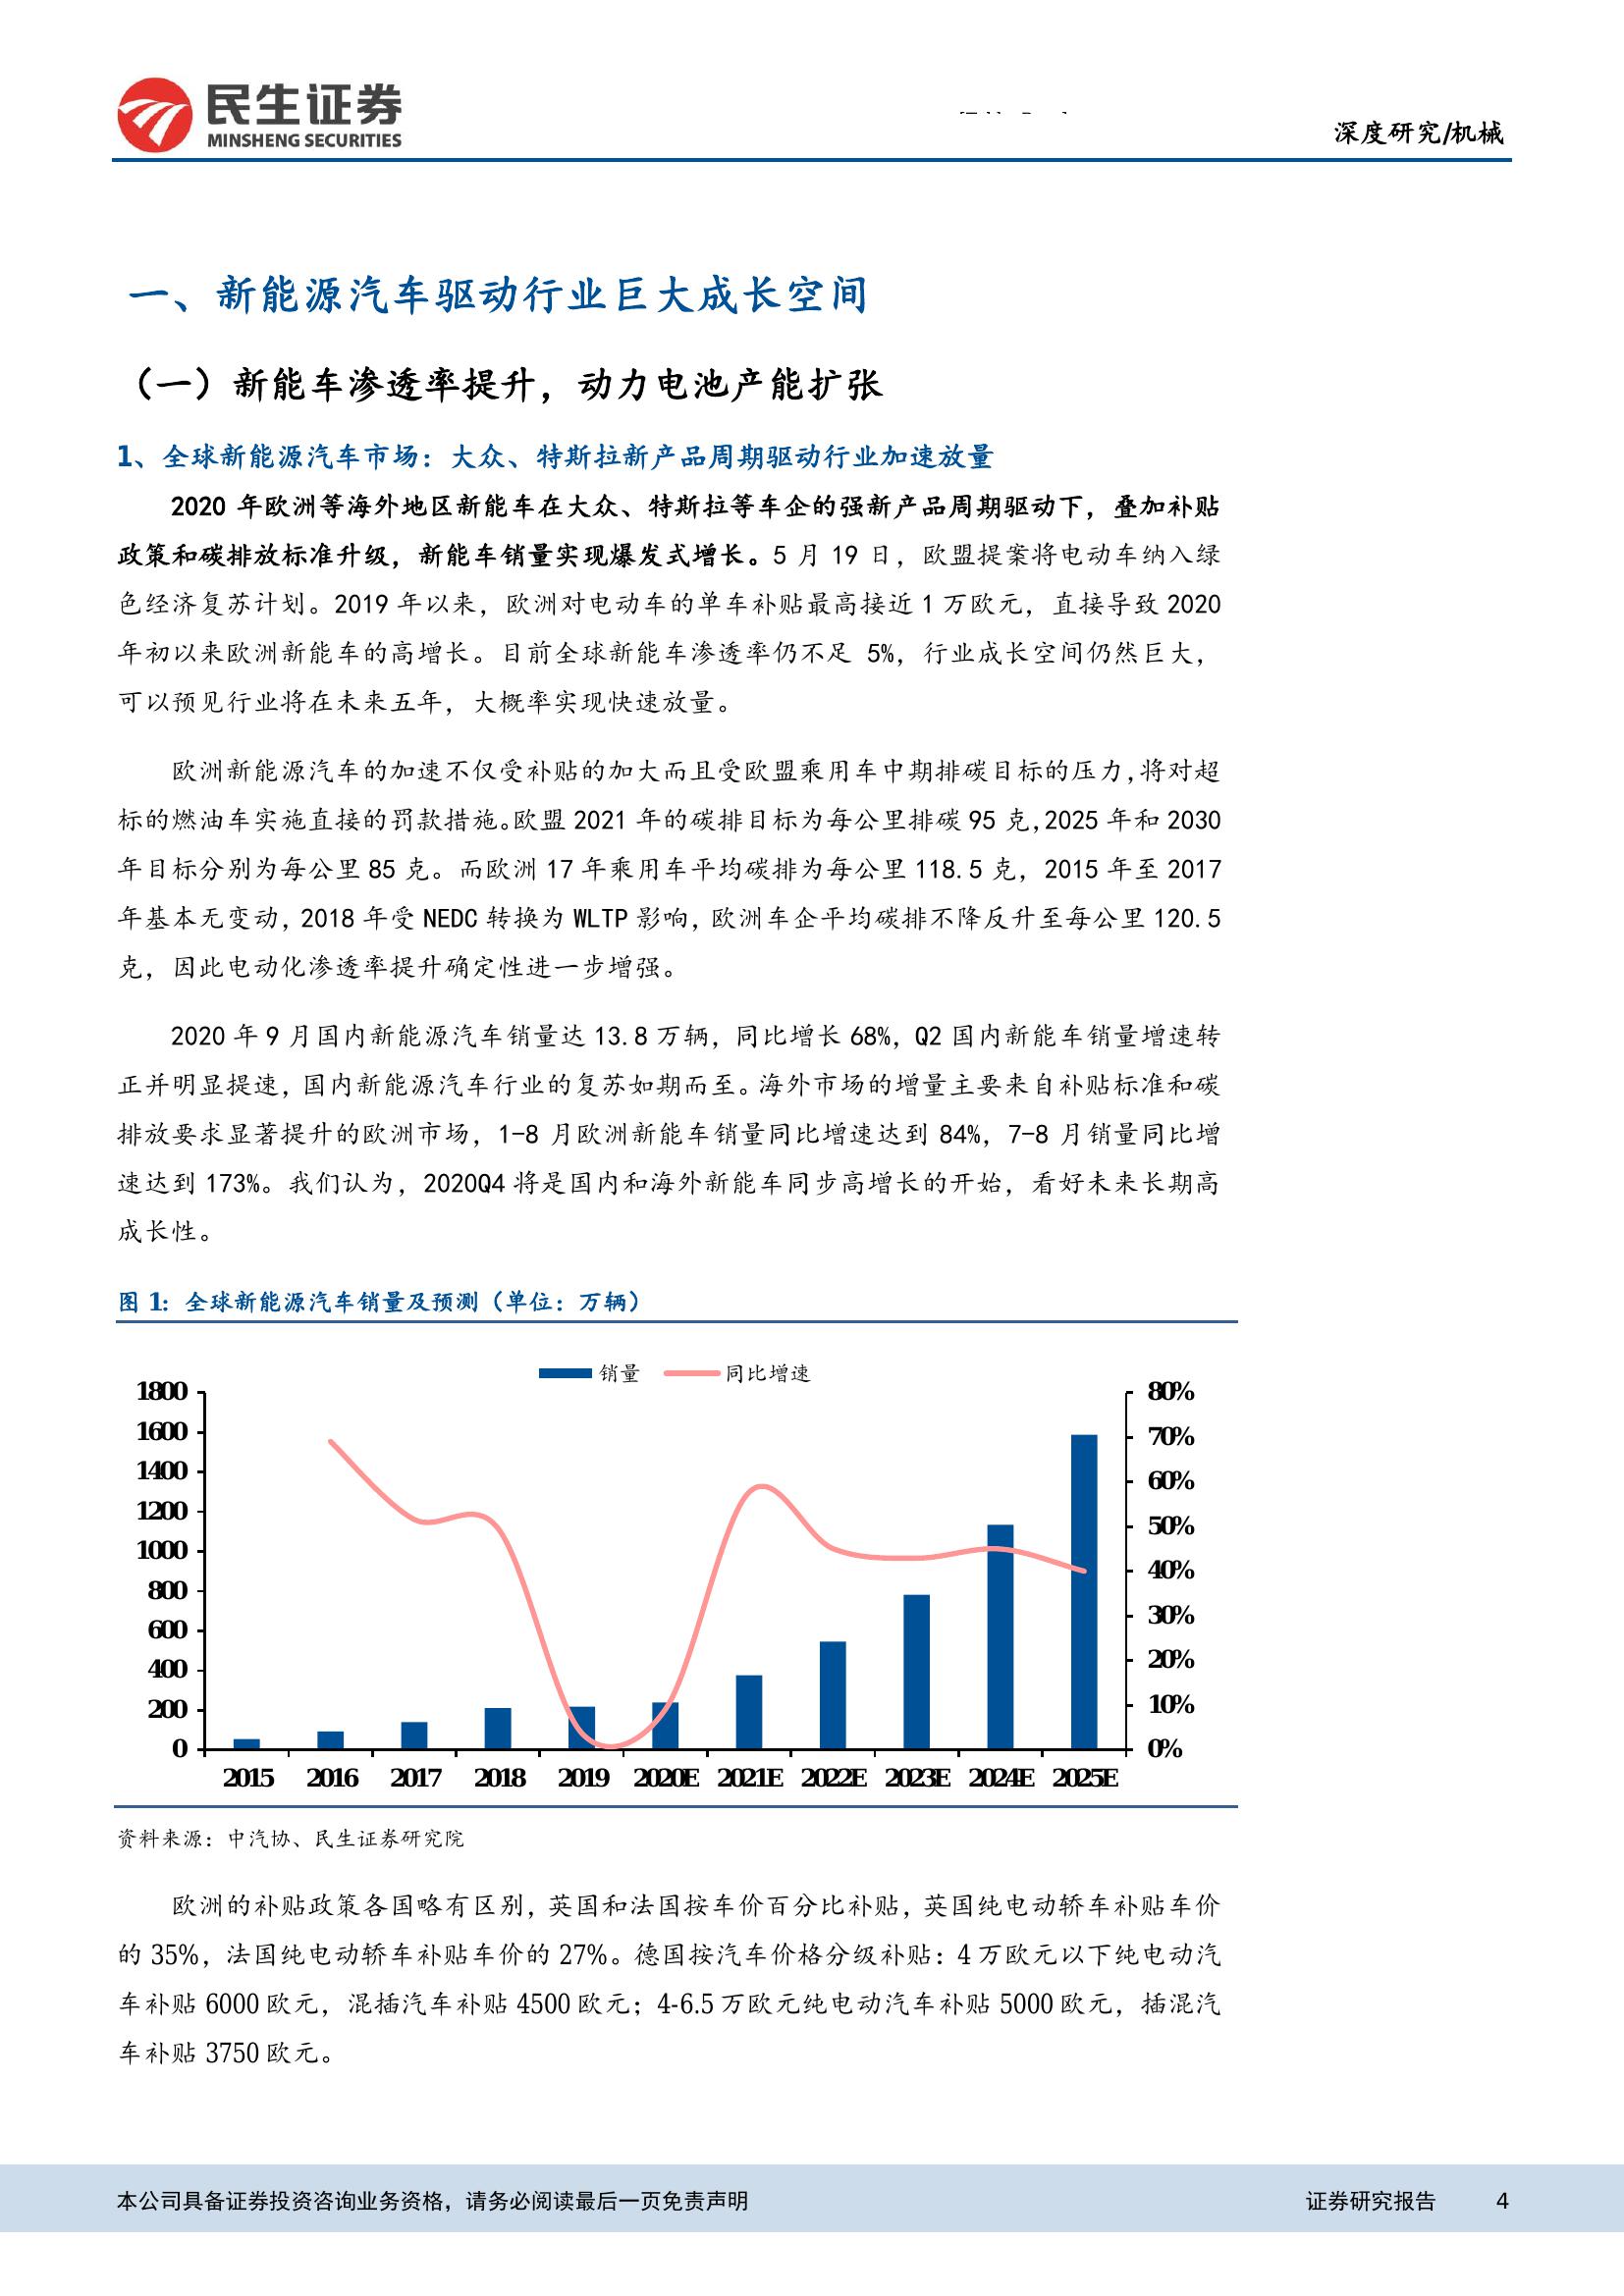 民生证券
MINSHENG SECURITIES
深度研究/机械
一、新能源汽车驱动行业巨大成长空间
（一）新能车渗透率提升，动力电池产能扩张
1、全球新能源汽车市场：大众、特斯拉新产品周期驱动行业加速放量
2020 年欧洲等海外地区新能车在大众、特斯拉等车企的强新产品周期驱动下，叠加补贴
政策和碳排放标准升级，新能车销量实现爆发式增长。5 月 19 日，欧盟提案将电动车纳入绿
色经济复苏计划。2019 年以来，欧洲对电动车的单车补贴最高接近 1 万欧元，直接导致 2020
年初以来欧洲新能车的高增长。目前全球新能车渗透率仍不足 5%，行业成长空间仍然巨大，
可以预见行业将在未来五年，大概率实现快速放量。
欧洲新能源汽车的加速不仅受补贴的加大而且受欧盟乘用车中期排碳目标的压力,将对超
标的燃油车实施直接的罚款措施。欧盟 2021 年的碳排目标为每公里排碳 95 克,2025 年和 2030
年目标分别为每公里 85 克。而欧洲 17 年乘用车平均碳排为每公里 118.5 克，2015 年至 2017
年基本无变动，2018 年受 NEDC 转换为 WLTP 影响，欧洲车企平均碳排不降反升至每公里 120.5
克，因此电动化渗透率提升确定性进一步增强。
2020 年 9 月国内新能源汽车销量达 13.8 万辆，同比增长 68%，Q2 国内新能车销量增速转
正并明显提速，国内新能源汽车行业的复苏如期而至。海外市场的增量主要来自补贴标准和碳
排放要求显著提升的欧洲市场，1-8 月欧洲新能车销量同比增速达到 84%，7-8 月销量同比增
速达到 173%。我们认为，2020Q4 将是国内和海外新能车同步高增长的开始，看好未来长期高
成长性。
图 1：全球新能源汽车销量及预测（单位：万辆）
销量 同比增速
1800 80%
1600 70%
1400 60%
1200 50%
1000 40%
800 30%
600 20%
400 10%
200 0%
0
2015 2016 2017 2018 2019 2020E 2021E 2022E 2023E 2024E 2025E
资料来源：中汽协、民生证券研究院
欧洲的补贴政策各国略有区别，英国和法国按车价百分比补贴，英国纯电动轿车补贴车价
的 35%，法国纯电动轿车补贴车价的 27%。德国按汽车价格分级补贴：4 万欧元以下纯电动汽
车补贴 6000 欧元，混插汽车补贴 4500 欧元；4-6.5 万欧元纯电动汽车补贴 5000 欧元，插混汽
车补贴 3750 欧元。
本公司具备证券投资咨询业务资格，请务必阅读最后一页免责声明 证券研究报告 4